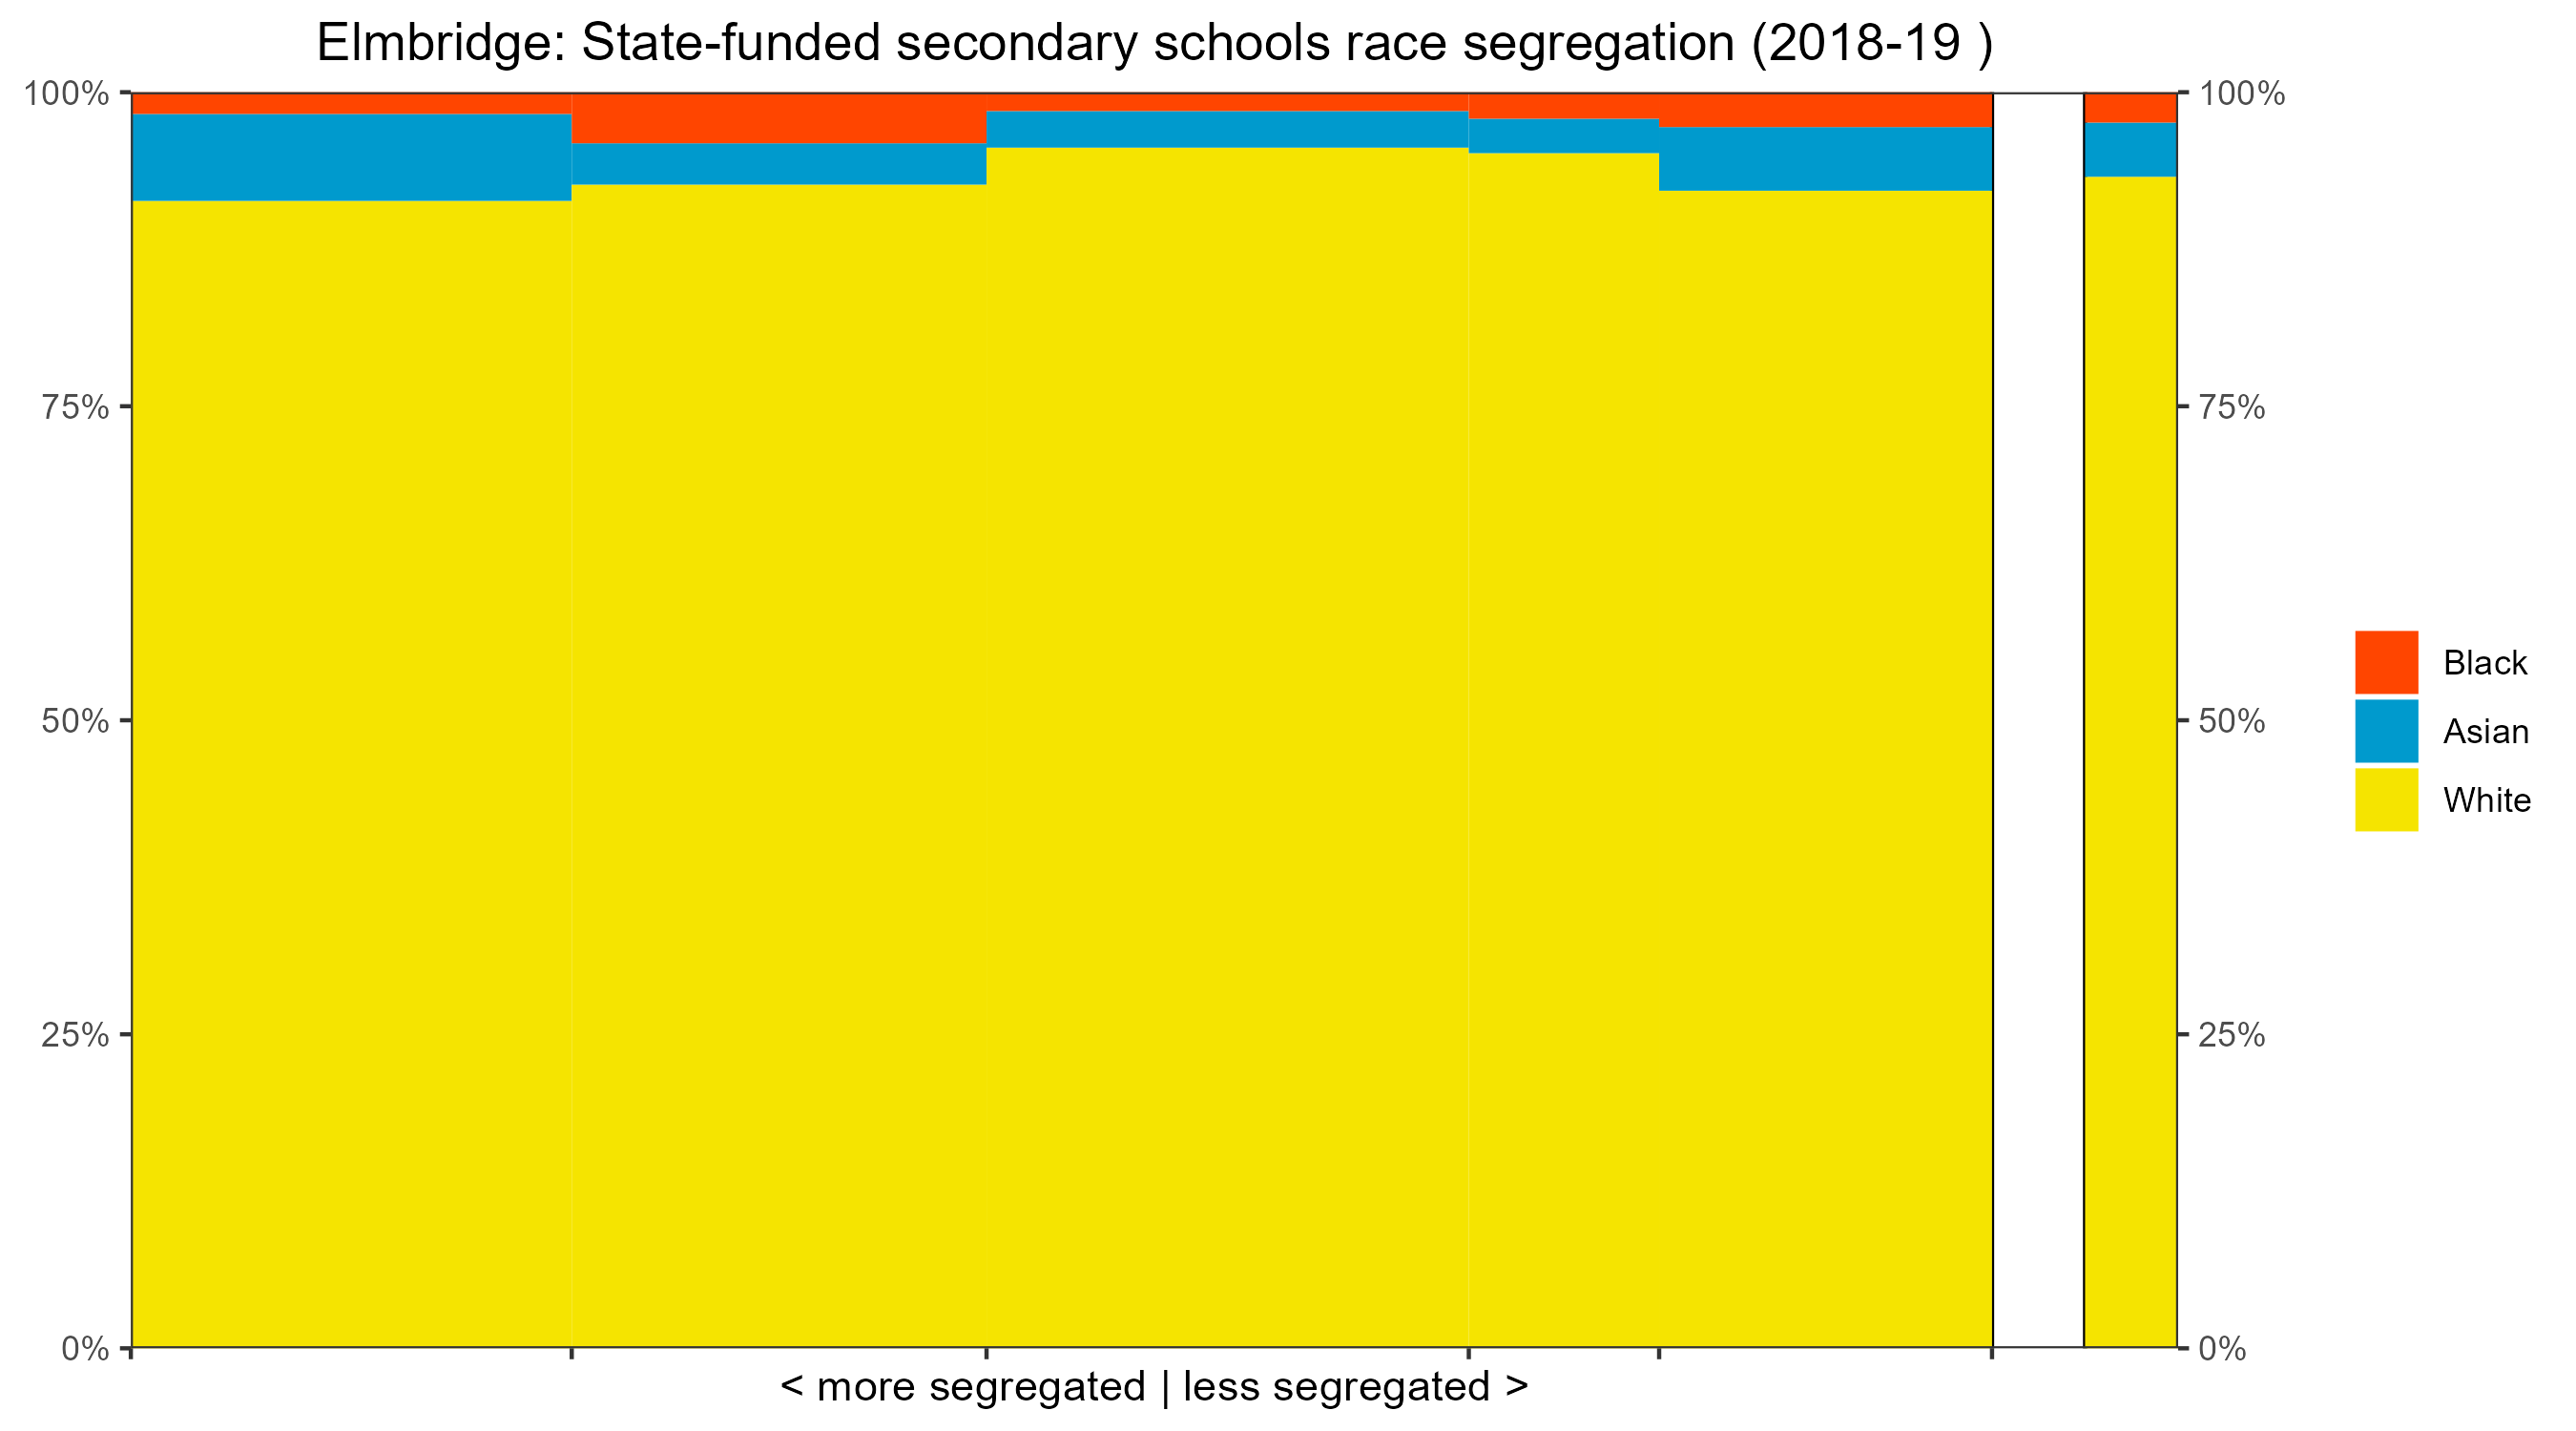 Elmbridge: State-funded secondary schools race segregation (2018-19 )
100%
75%
50%
25%
0%
100%
75%
50%
25%
0%
Black
Asian
White
< more segregated | less segregated >